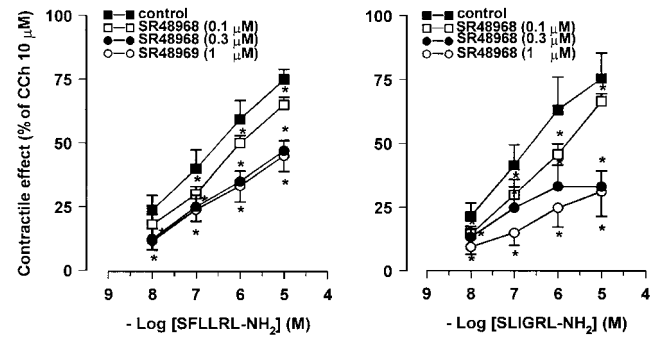 Contractile effect (% of CCh 10 μM)
100
75
50
25
0
control
SR48968 (0.1 μM)
SR48968 (0.3 μM)
SR48969 (1 μM)
* * * * * * * * * * *
9 8 7 6 5 4
- Log [SFLLRL-NH2] (M)
100
75
50
25
0
control
SR48968 (0.1 μM)
SR48968 (0.3 μM)
SR48968 (1 μM)
* * * * * * * * * * *
9 8 7 6 5 4
- Log [SLIGRL-NH2] (M)